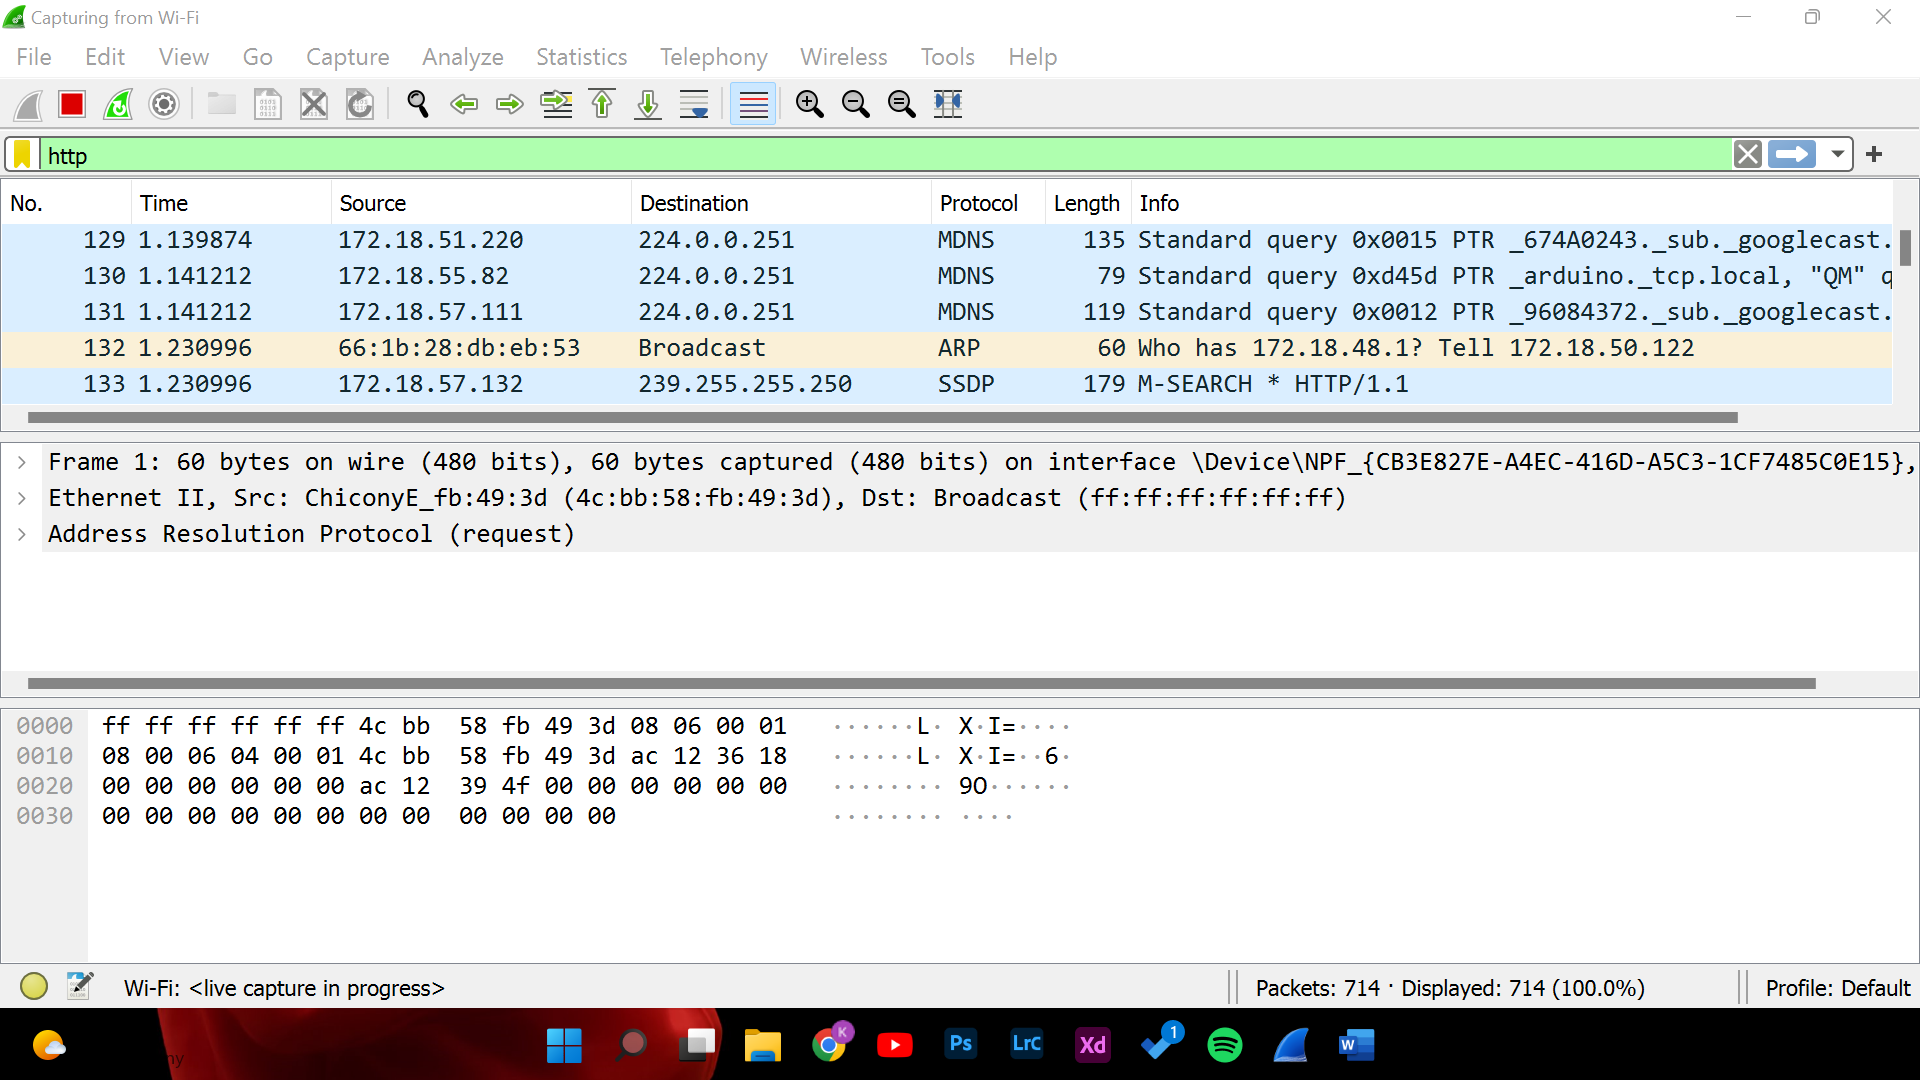 Capturing from Wi-Fi
File Edit View Go Capture Analyze Statistics Telephony Wireless Tools Help
http
No. Time Source Destination Protocol Length Info
129 1.139874 172.18.51.220 224.0.0.251 MDNS 135 Standard query 0x0015 PTR _674A0243._sub._googlecast.
130 1.141212 172.18.55.82 224.0.0.251 MDNS 79 Standard query 0xd45d PTR _arduino._tcp.local, "QM" q
131 1.141212 172.18.57.111 224.0.0.251 MDNS 119 Standard query 0x0012 PTR _96084372._sub._googlecast.
132 1.230996 66:1b:28:db:eb:53 Broadcast ARP 60 Who has 172.18.48.1? Tell 172.18.50.122
133 1.230996 172.18.57.132 239.255.255.250 SSDP 179 M-SEARCH * HTTP/1.1
Frame 1: 60 bytes on wire (480 bits), 60 bytes captured (480 bits) on interface \Device\NPF_{CB3E827E-A4EC-416D-A5C3-1CF7485C0E15},
Ethernet II, Src: ChiconyE_fb:49:3d (4c:bb:58:fb:49:3d), Dst: Broadcast (ff:ff:ff:ff:ff:ff)
Address Resolution Protocol (request)
0000 ff ff ff ff ff ff 4c bb 58 fb 49 3d 08 06 00 01 ······L· X·I=····
0010 08 00 06 04 00 01 4c bb 58 fb 49 3d ac 12 36 18 ······L· X·I=··6·
0020 00 00 00 00 00 00 ac 12 39 4f 00 00 00 00 00 00 ········ 9O······
0030 00 00 00 00 00 00 00 00 00 00 00 00 ········ ····
Wi-Fi: <live capture in progress> Packets: 714 · Displayed: 714 (100.0%) Profile: Default
K Ps LrC Xd 1 W